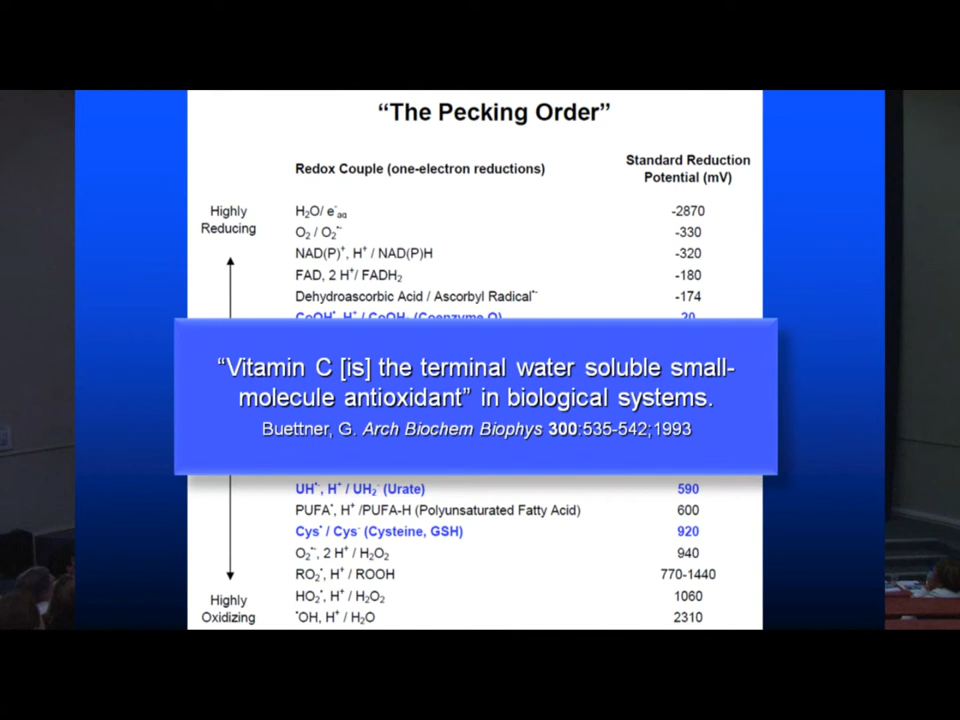 “The Pecking Order”
Redox Couple (one-electron reductions) Standard Reduction Potential (mV)
Highly Reducing
H₂O/ e⁻aq -2870
O₂ / O₂•⁻ -330
NAD(P)⁺, H⁺ / NAD(P)H -320
FAD, 2 H⁺/ FADH₂ -180
Dehydroascorbic Acid / Ascorbyl Radical•⁻ -174
“Vitamin C [is] the terminal water soluble small-
molecule antioxidant” in biological systems.
Buettner, G. Arch Biochem Biophys 300:535-542;1993
UH•⁻, H⁺ / UH₂⁻ (Urate) 590
PUFA•, H⁺ /PUFA-H (Polyunsaturated Fatty Acid) 600
Cys• / Cys⁻ (Cysteine, GSH) 920
O₂•⁻, 2 H⁺ / H₂O₂ 940
RO₂•, H⁺ / ROOH 770-1440
HO₂•, H⁺ / H₂O₂ 1060
•OH, H⁺ / H₂O 2310
Highly Oxidizing